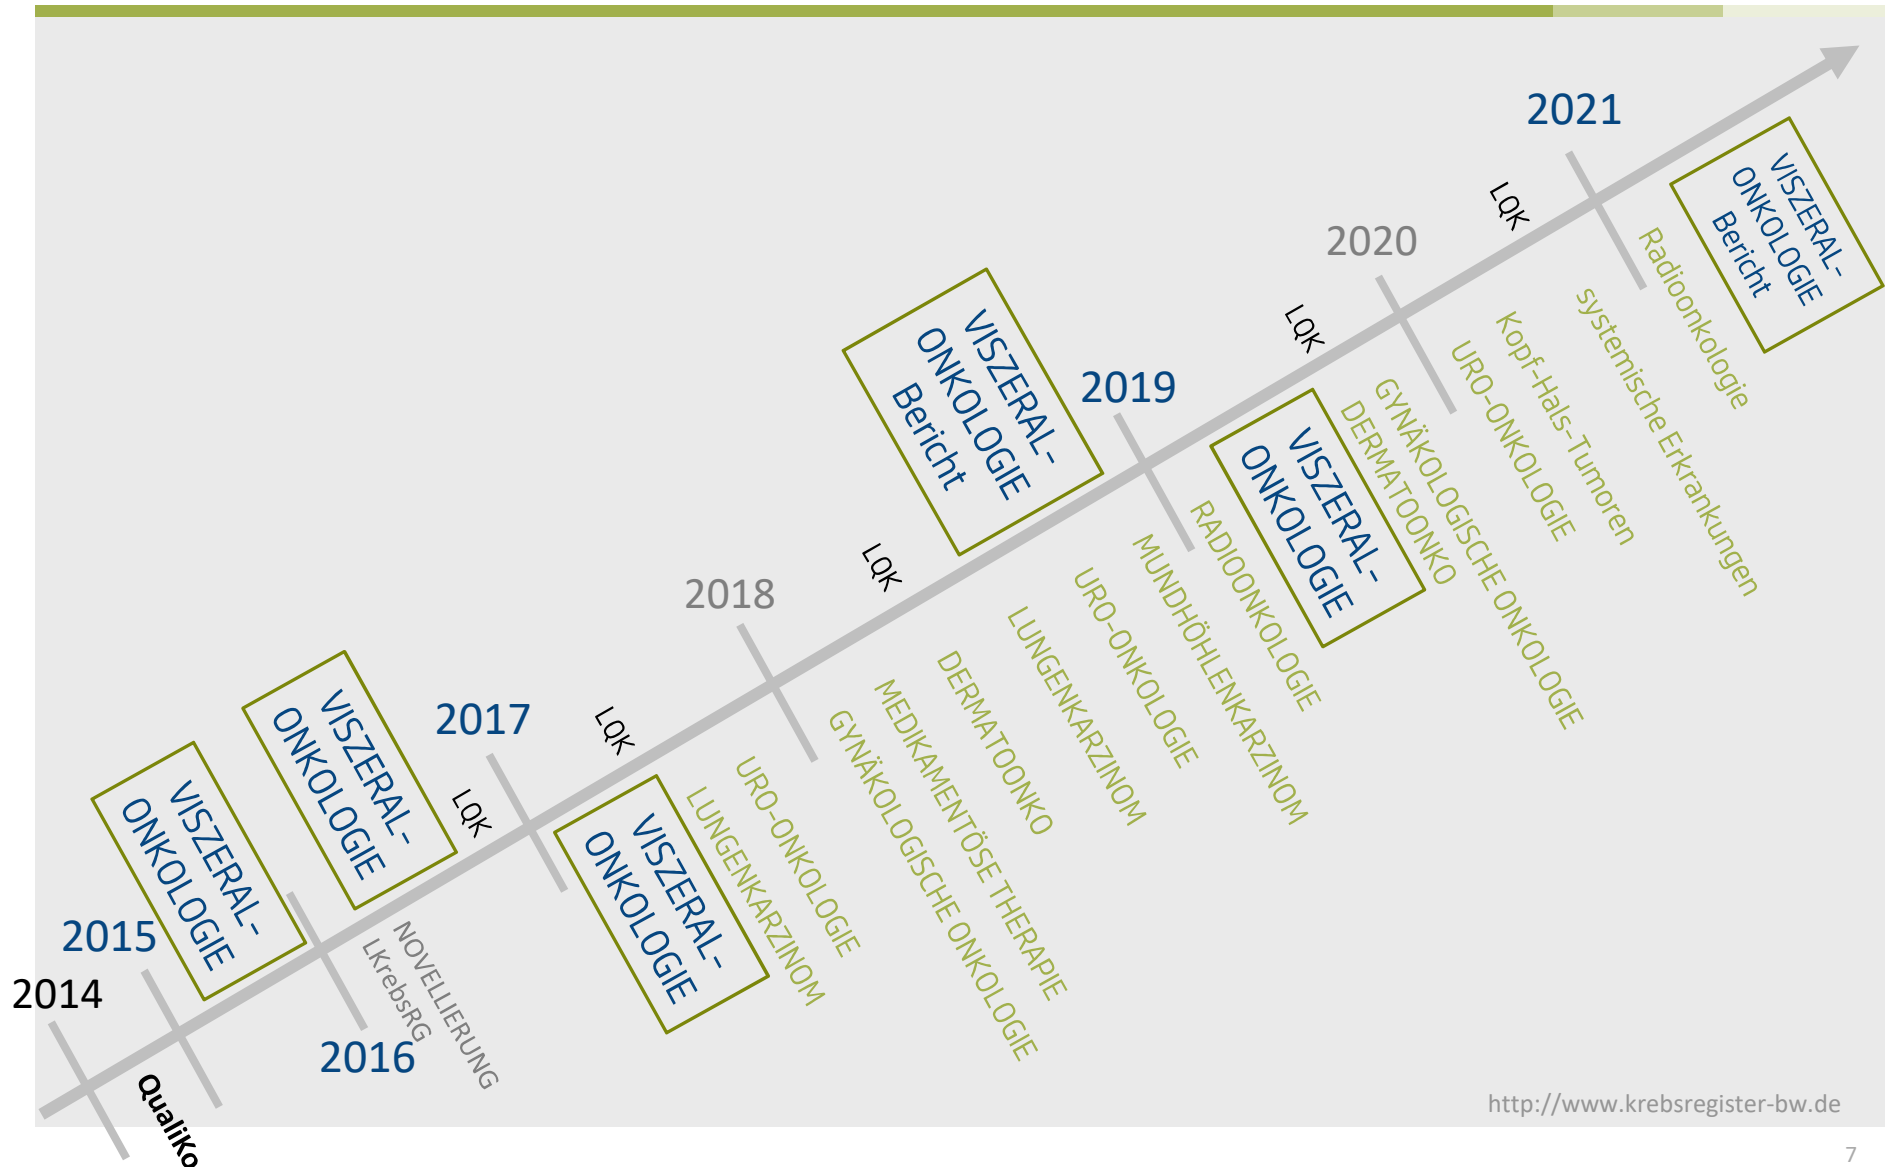 2014
QualiKo
2015
VISZERAL-
ONKOLOGIE
2016
NOVELLIERUNG
LKrebsRG
VISZERAL-
ONKOLOGIE
LQK
2017
VISZERAL-
ONKOLOGIE
LQK
LUNGENKARZINOM
URO-ONKOLOGIE
2018
GYNÄKOLOGISCHE ONKOLOGIE
MEDIKAMENTÖSE THERAPIE
DERMATOONKO
LQK
LUNGENKARZINOM
URO-ONKOLOGIE
MUNDHÖHLENKARZINOM
RADIOONKOLOGIE
VISZERAL-
ONKOLOGIE
Bericht
2019
VISZERAL-
ONKOLOGIE
LQK
DERMATOONKO
GYNÄKOLOGISCHE ONKOLOGIE
2020
URO-ONKOLOGIE
Kopf-Hals-Tumoren
LQK
systemische Erkrankungen
Radioonkologie
2021
VISZERAL-
ONKOLOGIE
Bericht
http://www.krebsregister-bw.de
7